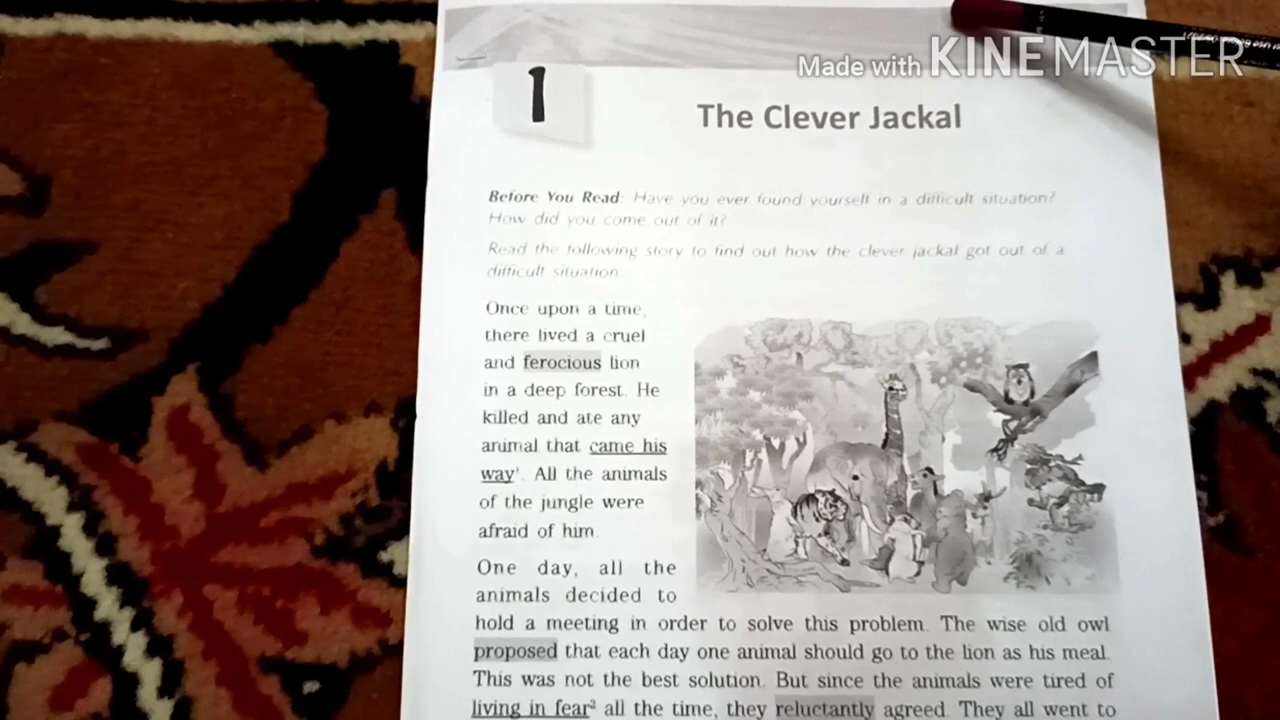 Made with KINEMASTER
1
The Clever Jackal
Before You Read: Have you ever found yourself in a difficult situation?
How did you come out of it?
Read the following story to find out how the clever jackal got out of a
difficult situation.
Once upon a time,
there lived a cruel
and ferocious lion
in a deep forest. He
killed and ate any
animal that came his
way¹. All the animals
of the jungle were
afraid of him.
One day, all the
animals decided to
hold a meeting in order to solve this problem. The wise old owl
proposed that each day one animal should go to the lion as his meal.
This was not the best solution. But since the animals were tired of
living in fear² all the time, they reluctantly agreed. They all went to